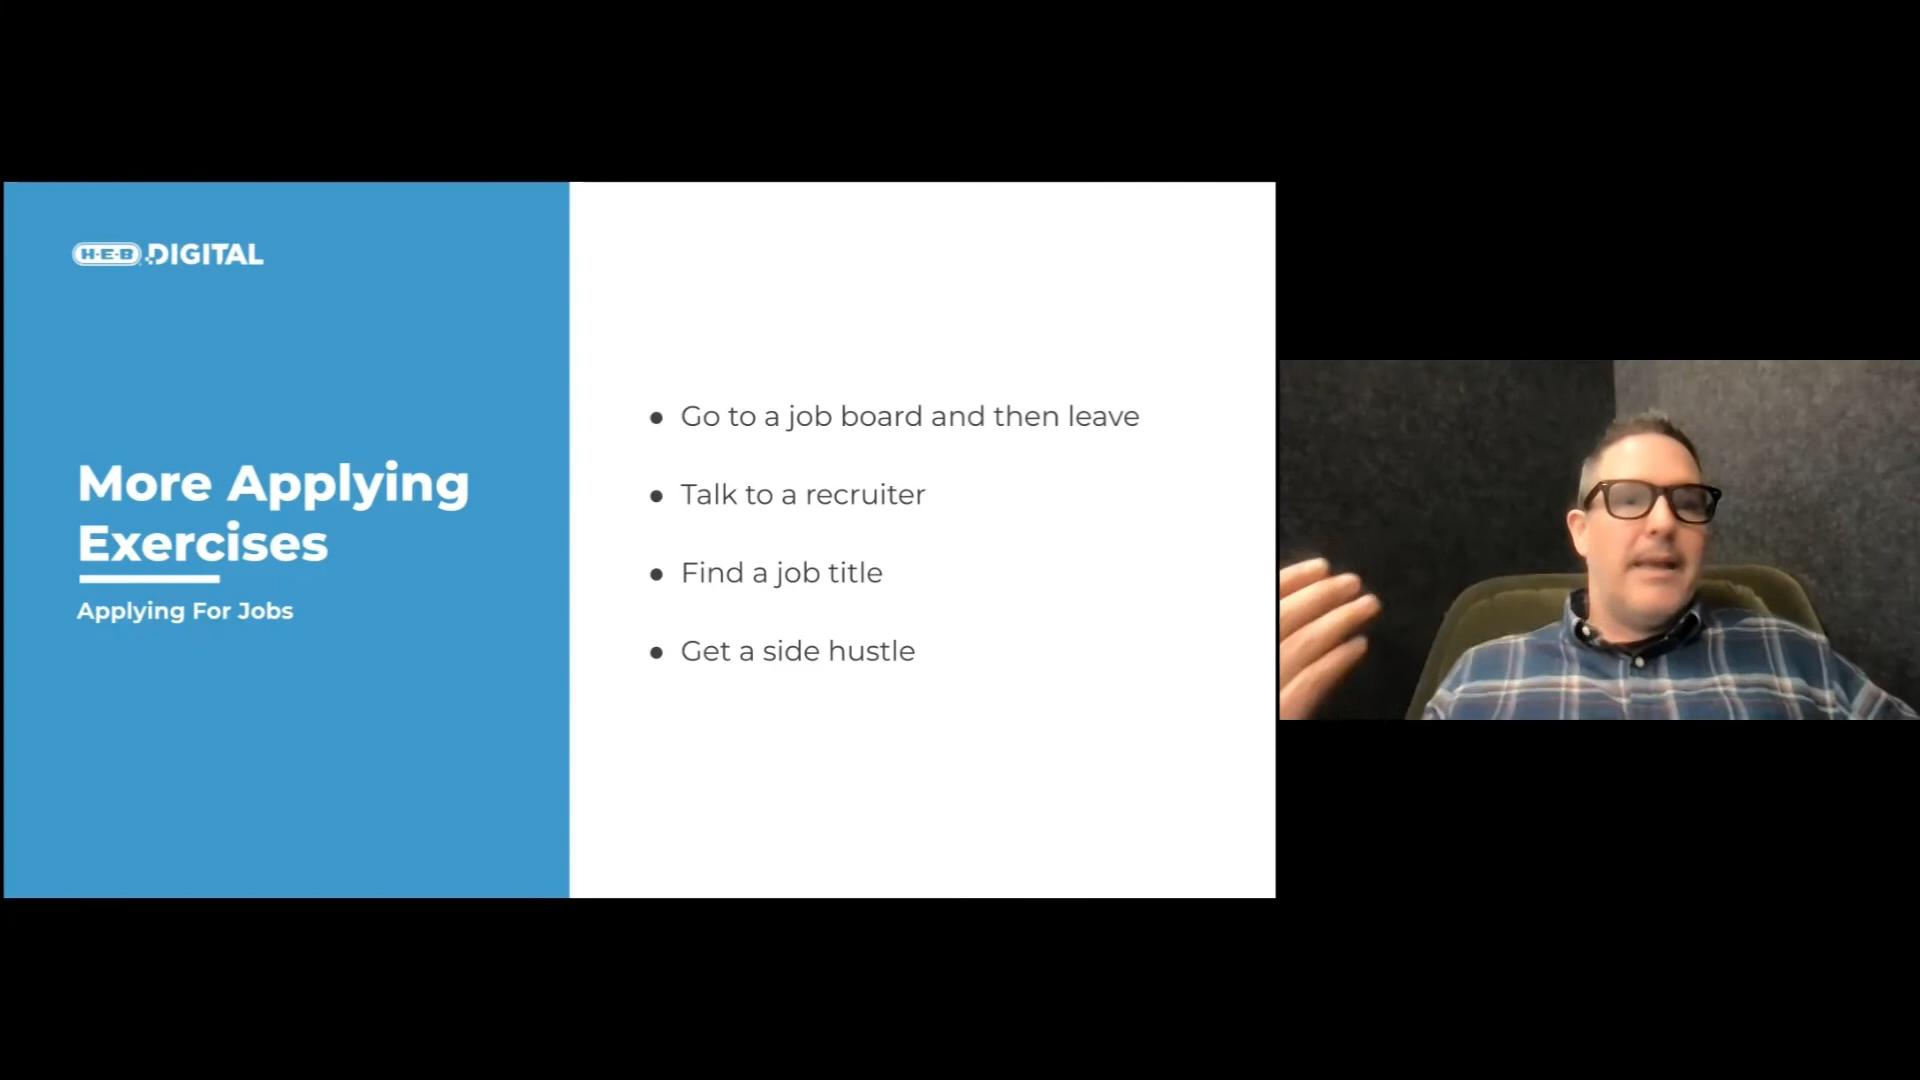 H-E-B DIGITAL
More Applying
Exercises
Applying For Jobs
● Go to a job board and then leave
● Talk to a recruiter
● Find a job title
● Get a side hustle